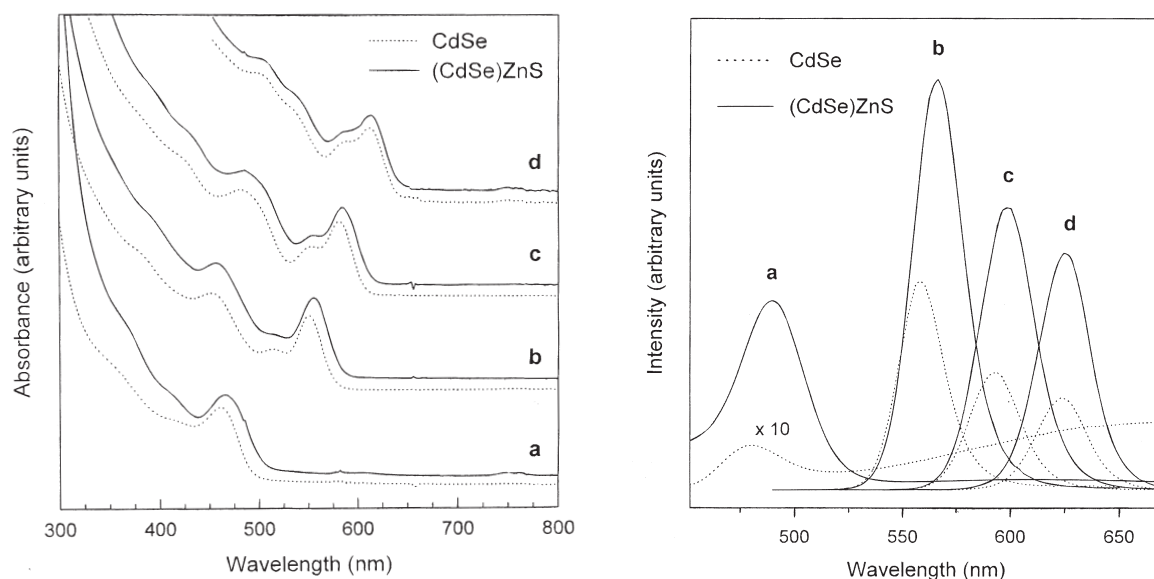 CdSe
(CdSe)ZnS
d
c
b
a
Absorbance (arbitrary units)
300 400 500 600 700 800
Wavelength (nm)
CdSe
(CdSe)ZnS
b
c
d
a
x 10
Intensity (arbitrary units)
500 550 600 650
Wavelength (nm)